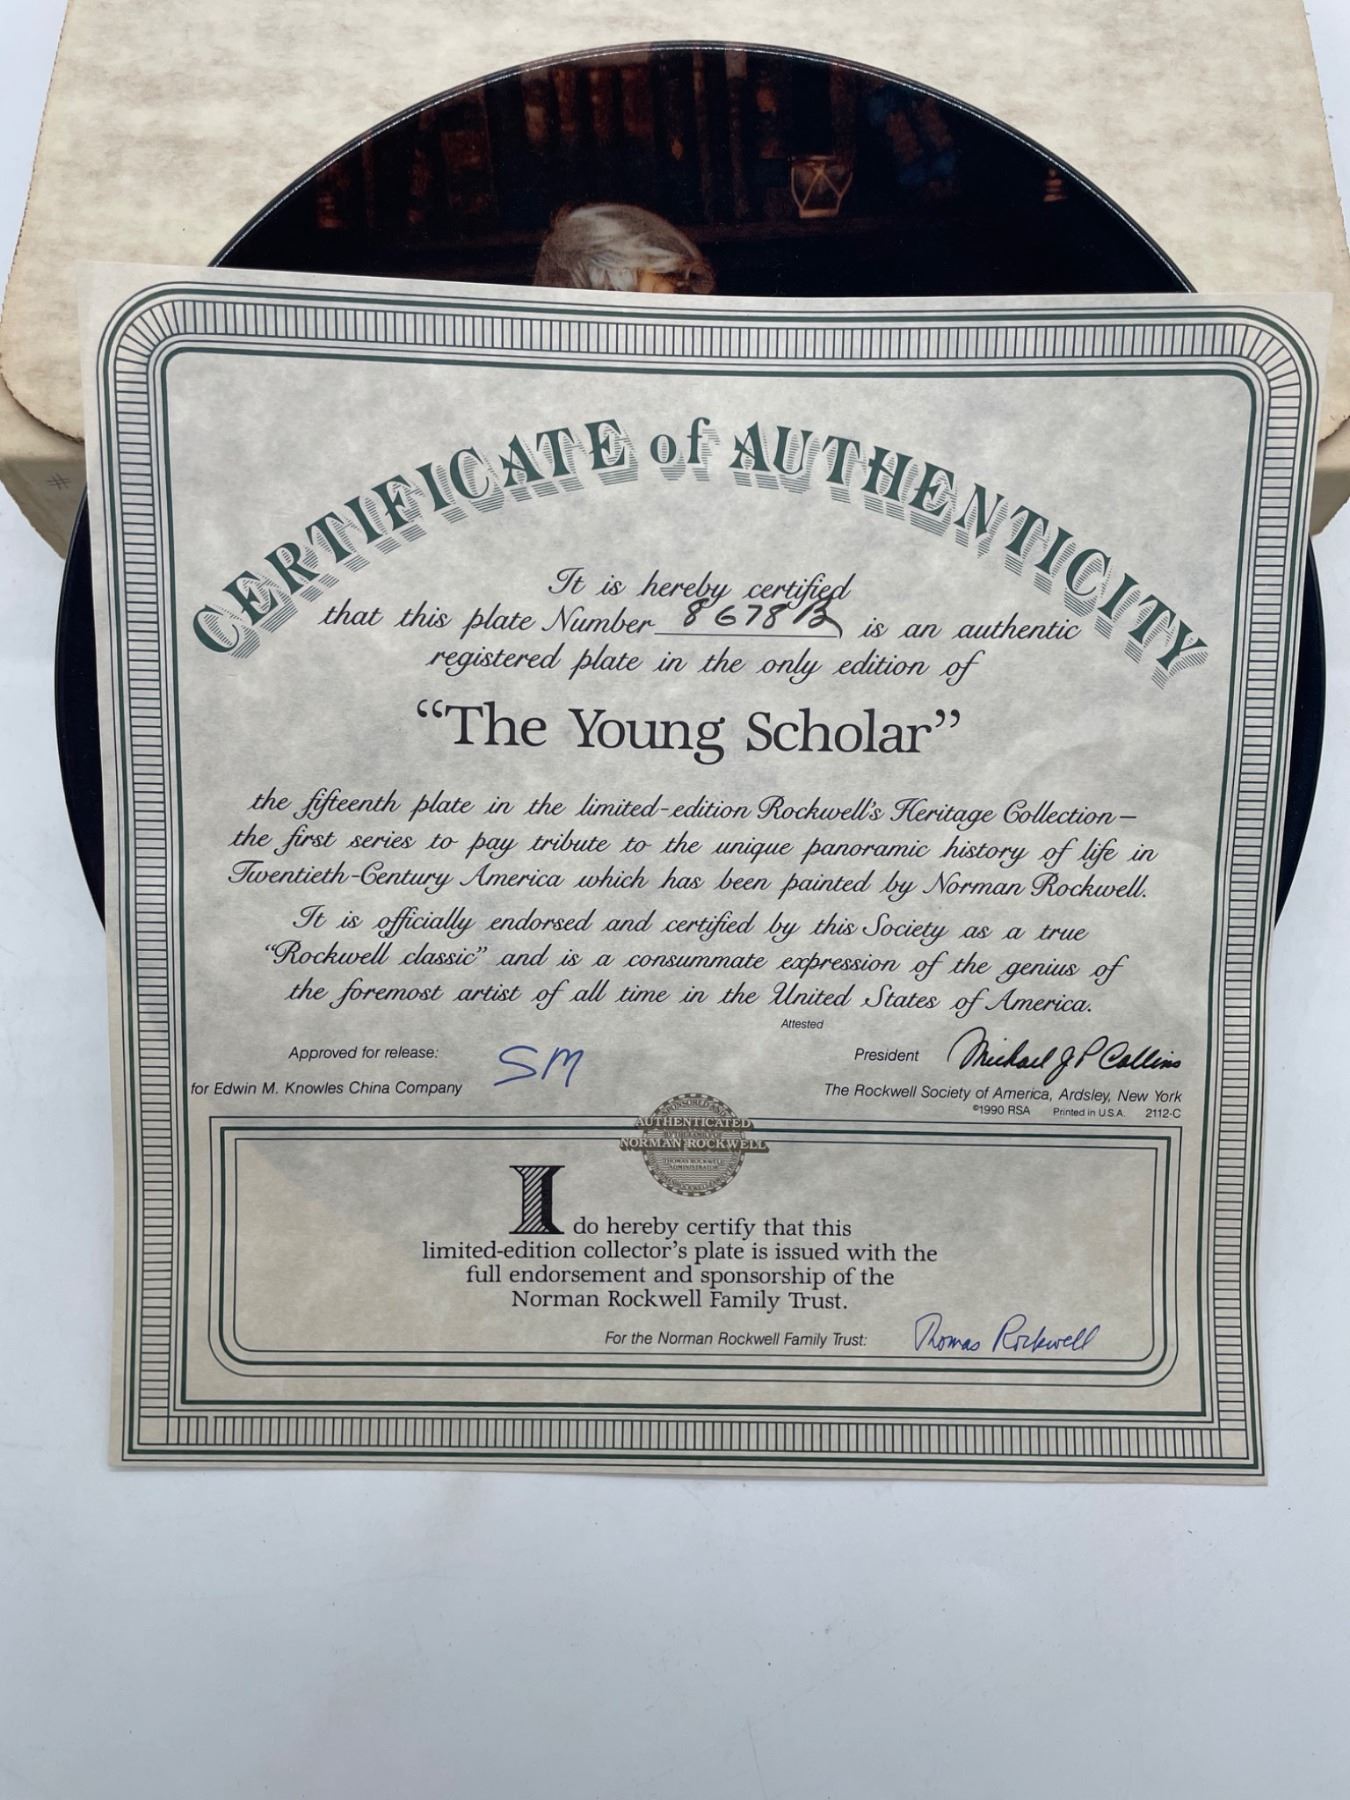 CERTIFICATE of AUTHENTICITY
It is hereby certified
that this plate Number 8678 B is an authentic
registered plate in the only edition of
“The Young Scholar”
the fifteenth plate in the limited-edition Rockwell's Heritage Collection—
the first series to pay tribute to the unique panoramic history of life in
Twentieth-Century America which has been painted by Norman Rockwell.
It is officially endorsed and certified by this Society as a true
“Rockwell classic” and is a consummate expression of the genius of
the foremost artist of all time in the United States of America.
Attested
Approved for release: SM
for Edwin M. Knowles China Company
President Michael J. P. Collins
The Rockwell Society of America, Ardsley, New York
©1990 RSA Printed in U.S.A. 2112-C
SPONSORED AND
AUTHENTICATED
NORMAN ROCKWELL
THOMAS ROCKWELL
ADMINISTRATOR
I do hereby certify that this
limited-edition collector's plate is issued with the
full endorsement and sponsorship of the
Norman Rockwell Family Trust.
For the Norman Rockwell Family Trust: Thomas Rockwell
#